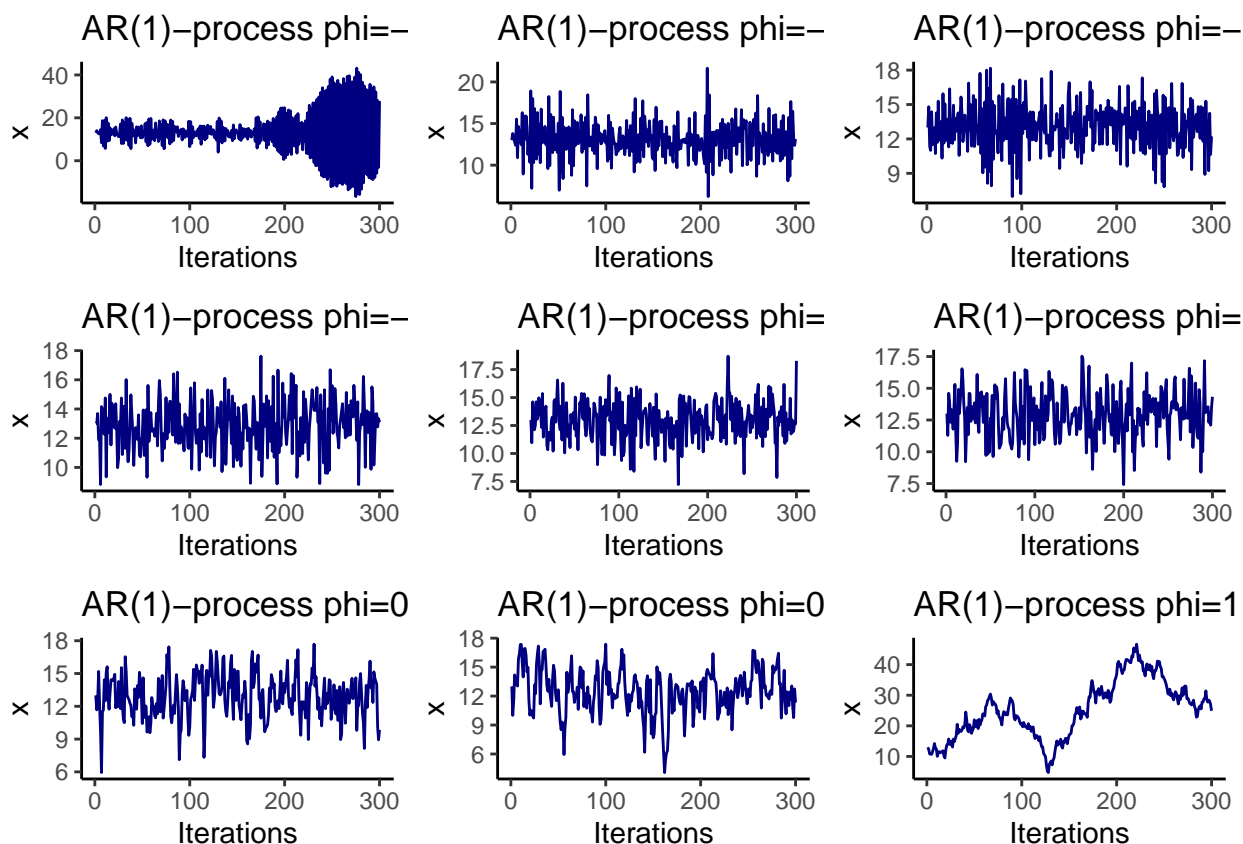 AR(1)−process phi=− AR(1)−process phi=− AR(1)−process phi=−
40 20 0
x
0 100 200 300
Iterations
20 15 10
x
0 100 200 300
Iterations
18 15 12 9
x
0 100 200 300
Iterations
AR(1)−process phi=− AR(1)−process phi= AR(1)−process phi=
18 16 14 12 10
x
0 100 200 300
Iterations
17.5 15.0 12.5 10.0 7.5
x
0 100 200 300
Iterations
17.5 15.0 12.5 10.0 7.5
x
0 100 200 300
Iterations
AR(1)−process phi=0 AR(1)−process phi=0 AR(1)−process phi=1
18 15 12 9 6
x
0 100 200 300
Iterations
18 15 12 9 6
x
0 100 200 300
Iterations
40 30 20 10
x
0 100 200 300
Iterations